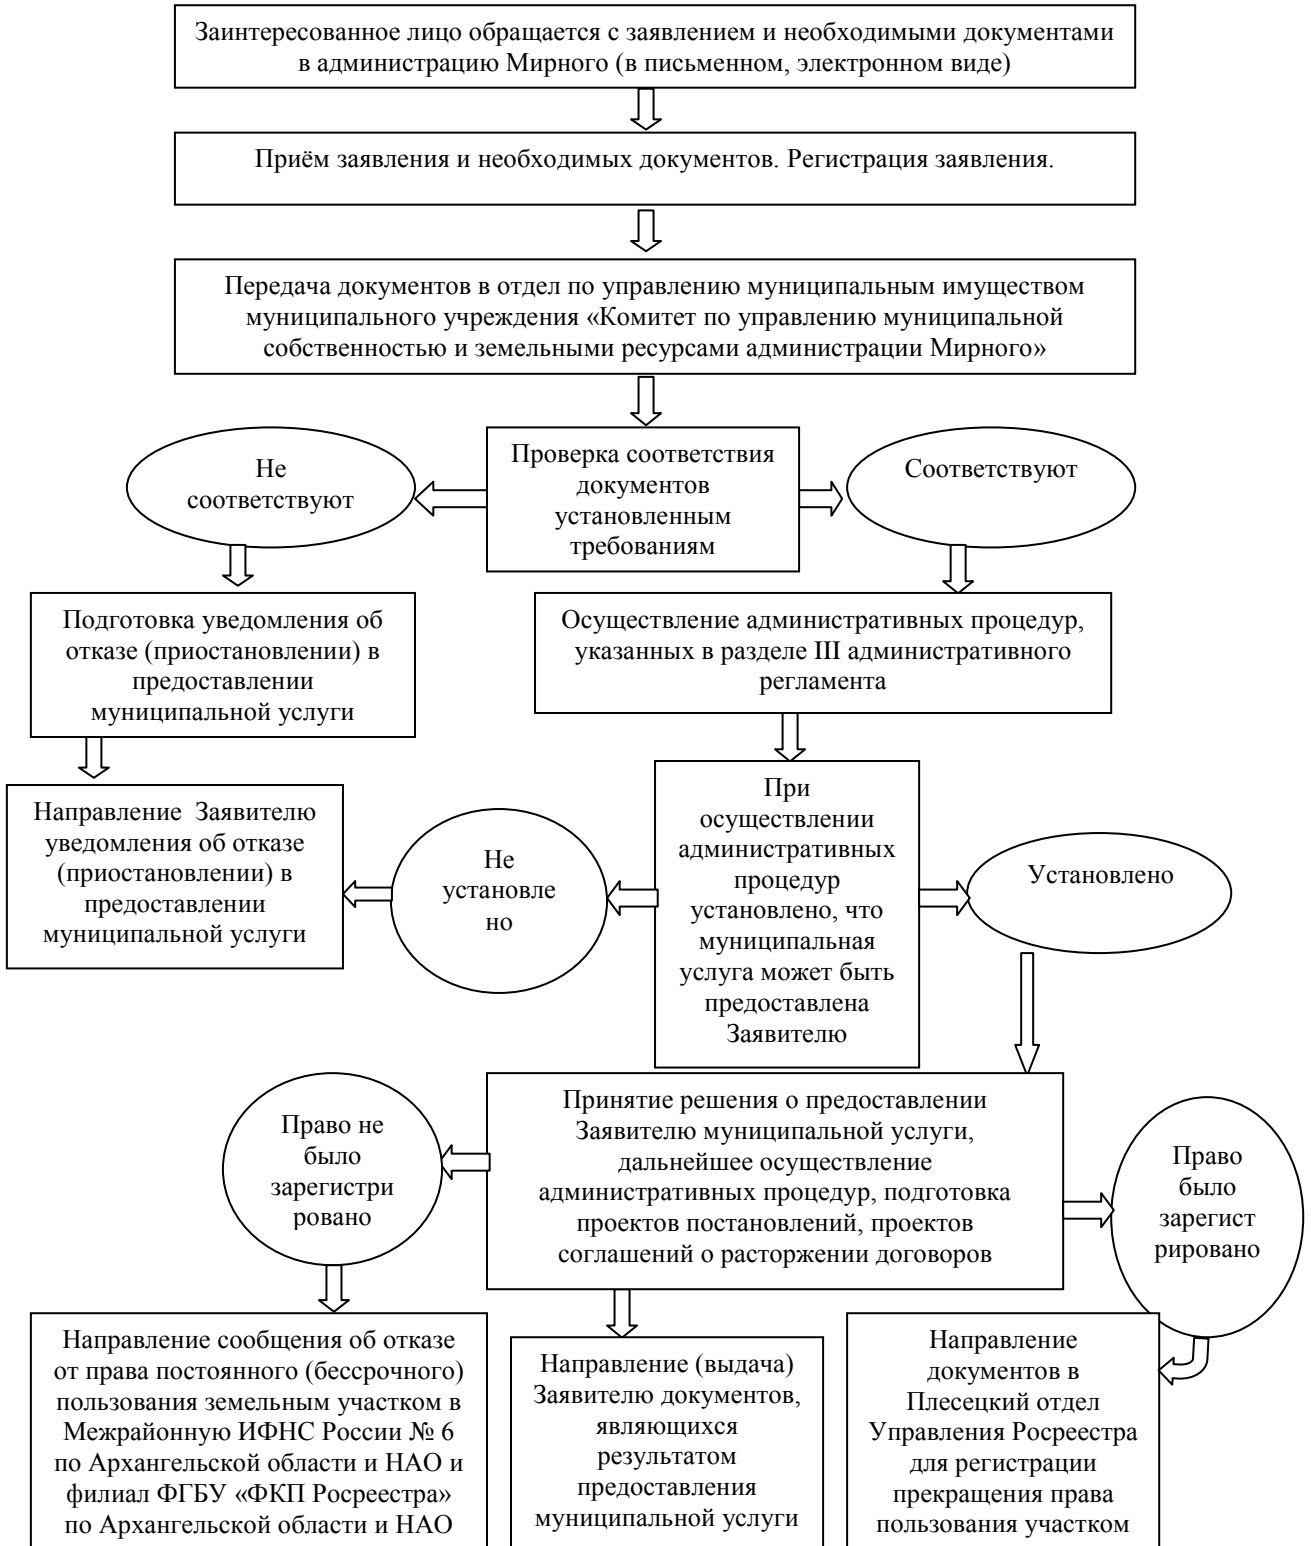 Заинтересованное лицо обращается с заявлением и необходимыми документами
в администрацию Мирного (в письменном, электронном виде)
Приём заявления и необходимых документов. Регистрация заявления.
Передача документов в отдел по управлению муниципальным имуществом
муниципального учреждения «Комитет по управлению муниципальной
собственностью и земельными ресурсами администрации Мирного»
Не
соответствуют
Проверка соответствия
документов
установленным
требованиям
Соответствуют
Подготовка уведомления об
отказе (приостановлении) в
предоставлении
муниципальной услуги
Осуществление административных процедур,
указанных в разделе III административного
регламента
Направление  Заявителю
уведомления об отказе
(приостановлении) в
предоставлении
муниципальной услуги
Не
установле
но
При
осуществлении
административных
процедур
установлено, что
муниципальная
услуга может быть
предоставлена
Заявителю
Установлено
Право не
было
зарегистри
ровано
Принятие решения о предоставлении
Заявителю муниципальной услуги,
дальнейшее осуществление
административных процедур, подготовка
проектов постановлений, проектов
соглашений о расторжении договоров
Право
было
зарегист
рировано
Направление сообщения об отказе
от права постоянного (бессрочного)
пользования земельным участком в
Межрайонную ИФНС России № 6
по Архангельской области и НАО и
филиал ФГБУ «ФКП Росреестра»
по Архангельской области и НАО
Направление (выдача)
Заявителю документов,
являющихся
результатом
предоставления
муниципальной услуги
Направление
документов в
Плесецкий отдел
Управления Росреестра
для регистрации
прекращения права
пользования участком